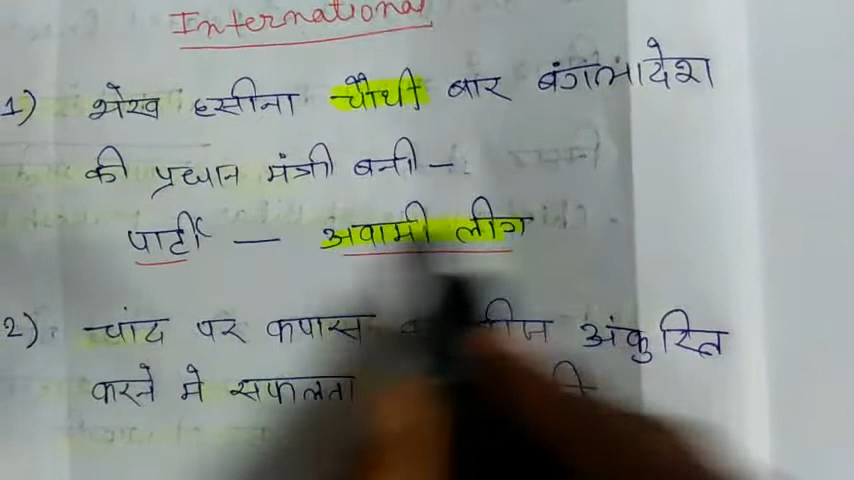 International
1) शेख हसीना चौथी बार बंगलादेश
की प्रधान मंत्री बनी -
पार्टी — अवामी लीग
2) चांद पर कपास बीज अंकुरित
करने मे सफलता